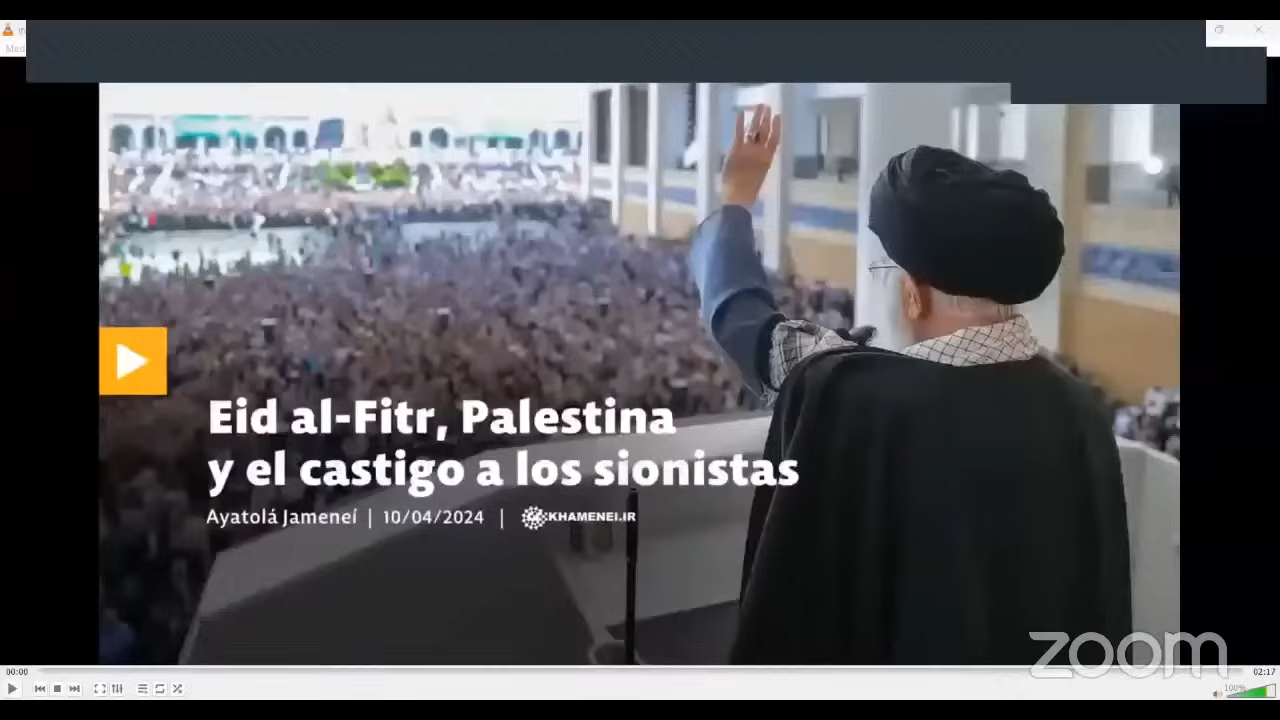 Eid al-Fitr, Palestina
y el castigo a los sionistas
Ayatolá Jameneí | 10/04/2024 | KHAMENEI.IR
zoom
00:00
02:17
100%